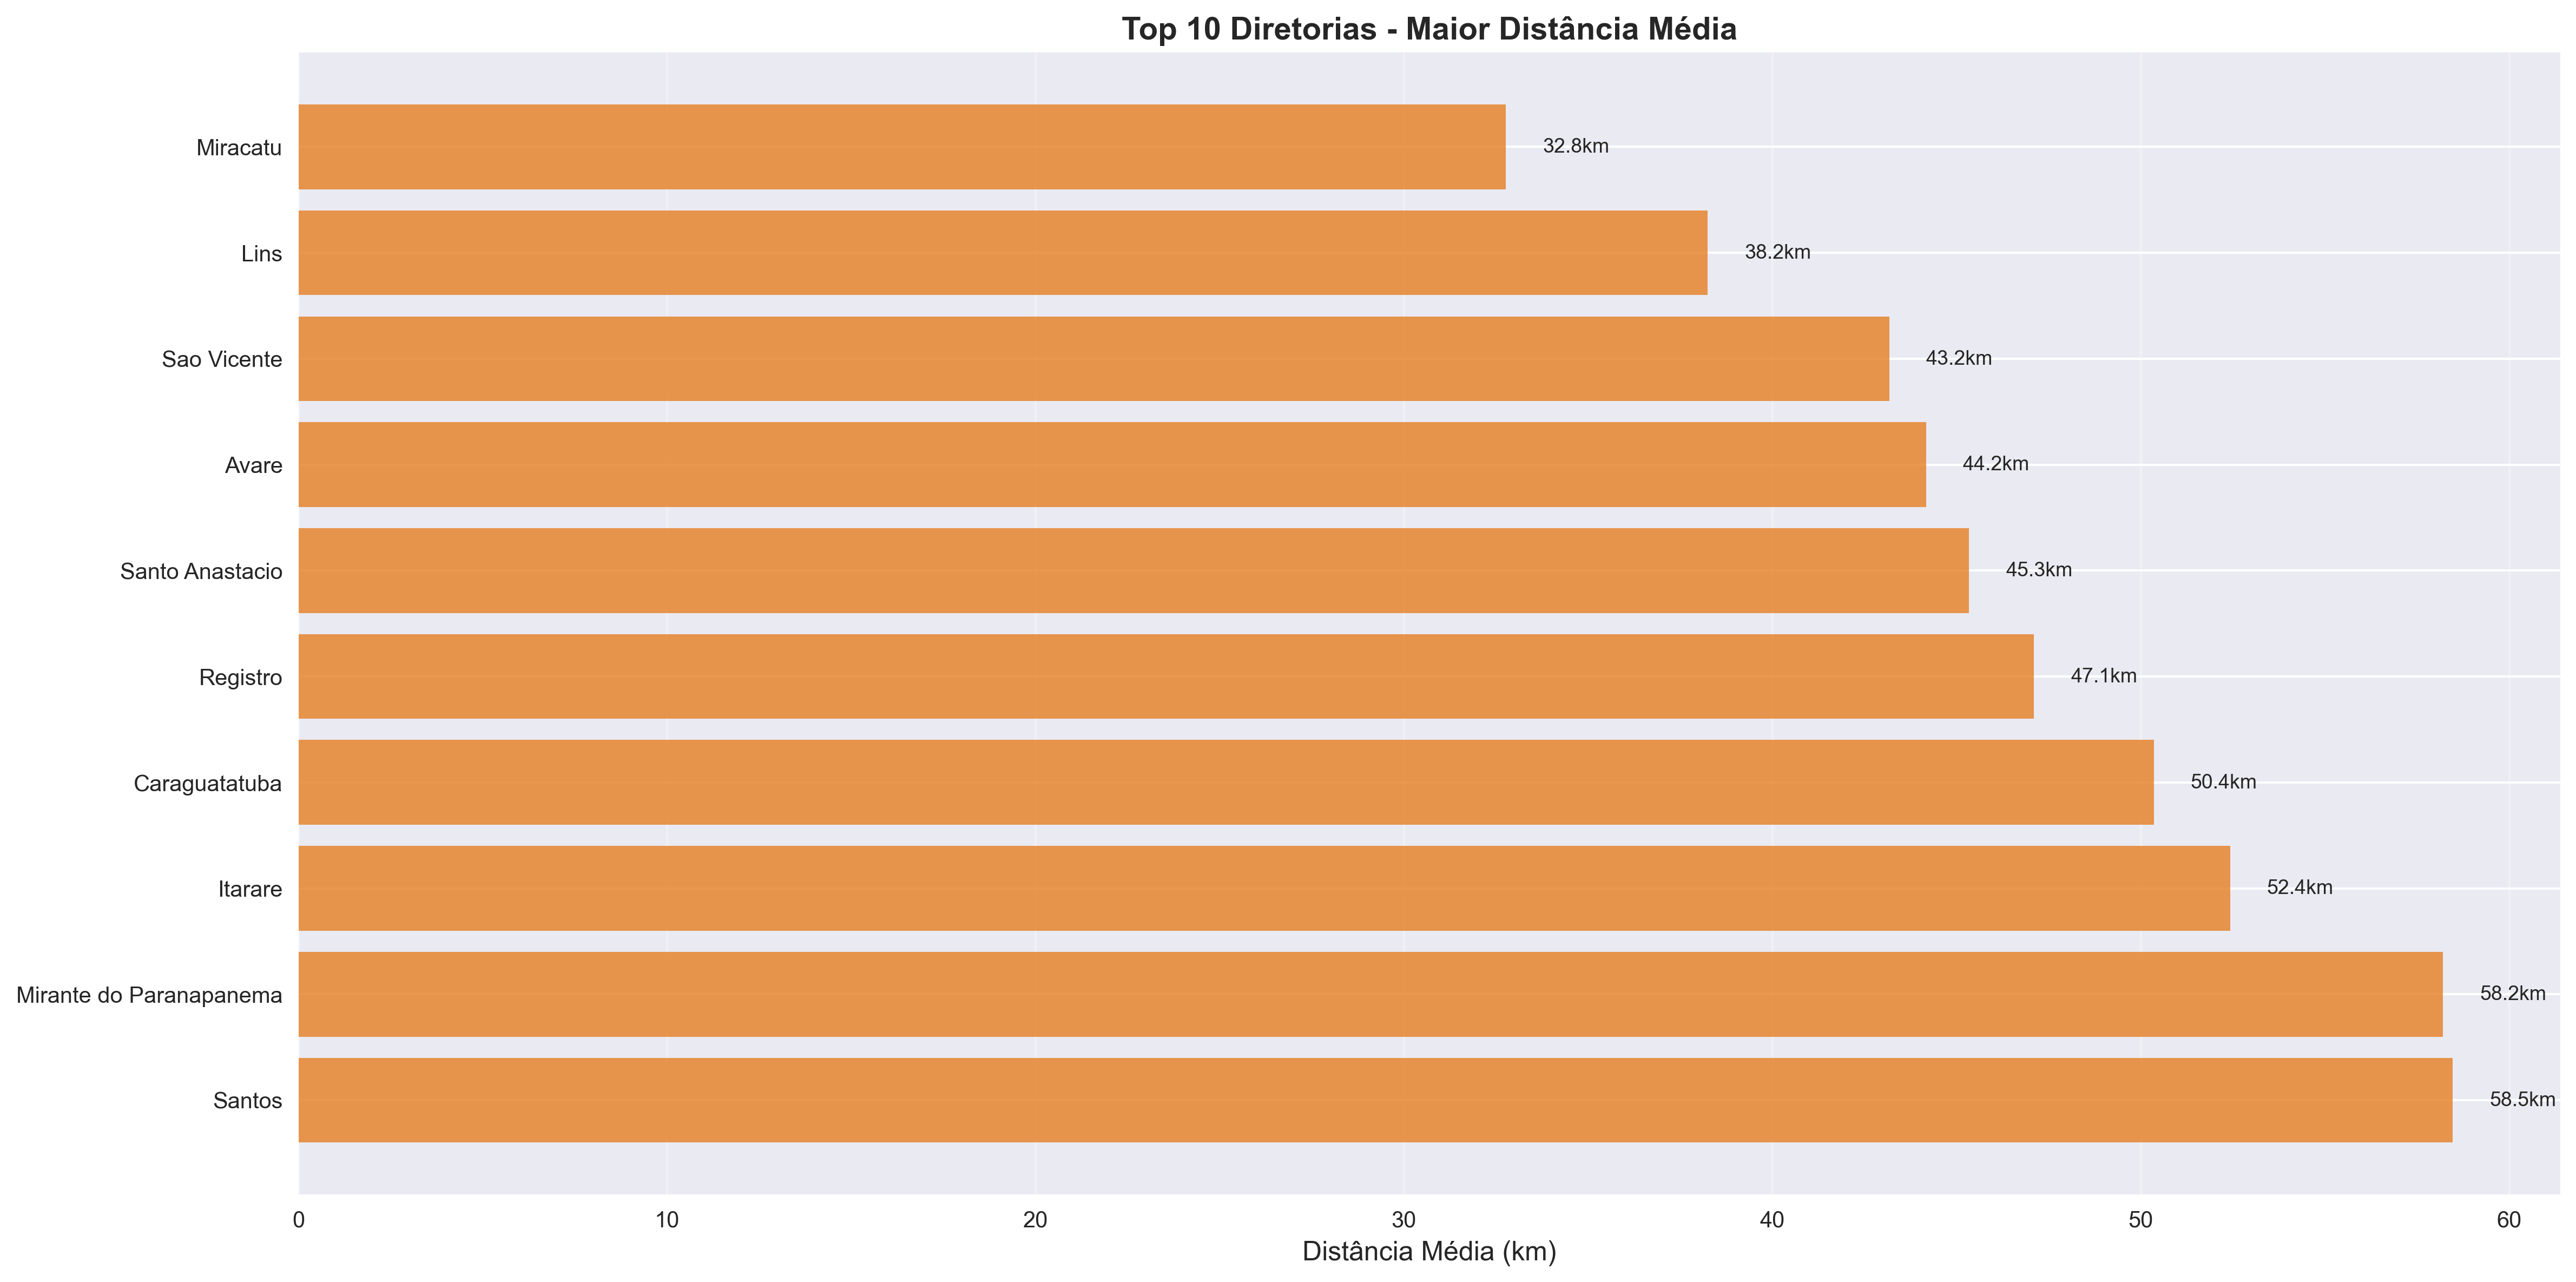 Top 10 Diretorias - Maior Distância Média
Miracatu 32.8km
Lins 38.2km
Sao Vicente 43.2km
Avare 44.2km
Santo Anastacio 45.3km
Registro 47.1km
Caraguatatuba 50.4km
Itarare 52.4km
Mirante do Paranapanema 58.2km
Santos 58.5km
0 10 20 30 40 50 60
Distância Média (km)